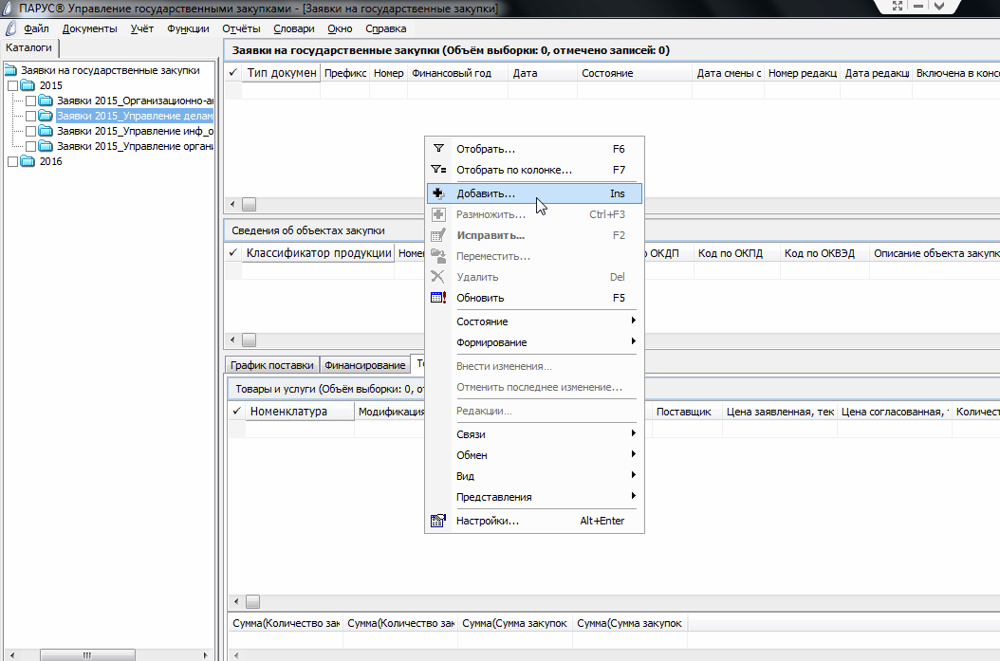 ПАРУС® Управление государственными закупками - [Заявки на государственные закупки]
Файл Документы Учёт Функции Отчёты Словари Окно Справка
Каталоги
Заявки на государственные закупки
2015
Заявки 2015_Организационно-а
Заявки 2015_Управление делам
Заявки 2015_Управление инф_о
Заявки 2015_Управление органи
2016
Заявки на государственные закупки (Объём выборки: 0, отмечено записей: 0)
Тип докумен Префикс Номер Финансовый год Дата Состояние Дата смены с Номер редакц Дата редакц Включена в конс
Отобрать... F6
Отобрать по колонке... F7
Добавить... Ins
Размножить... Ctrl+F3
Исправить... F2
Переместить... 
Удалить Del
Обновить F5
Состояние
Формирование
Внести изменения...
Отменить последнее изменение...
Редакции...
Связи
Обмен
Вид
Представления
Настройки... Alt+Enter
Сведения об объектах закупки
Классификатор продукции Номе о ОКДП Код по ОКПД Код по ОКВЭД Описание объекта закупк
График поставки Финансирование То
Товары и услуги (Объём выборки: 0, от
Номенклатура Модификация Поставщик Цена заявленная, тек Цена согласованная, т Количест
Сумма(Количество зак Сумма(Количество зак Сумма(Сумма закупок Сумма(Сумма закупок